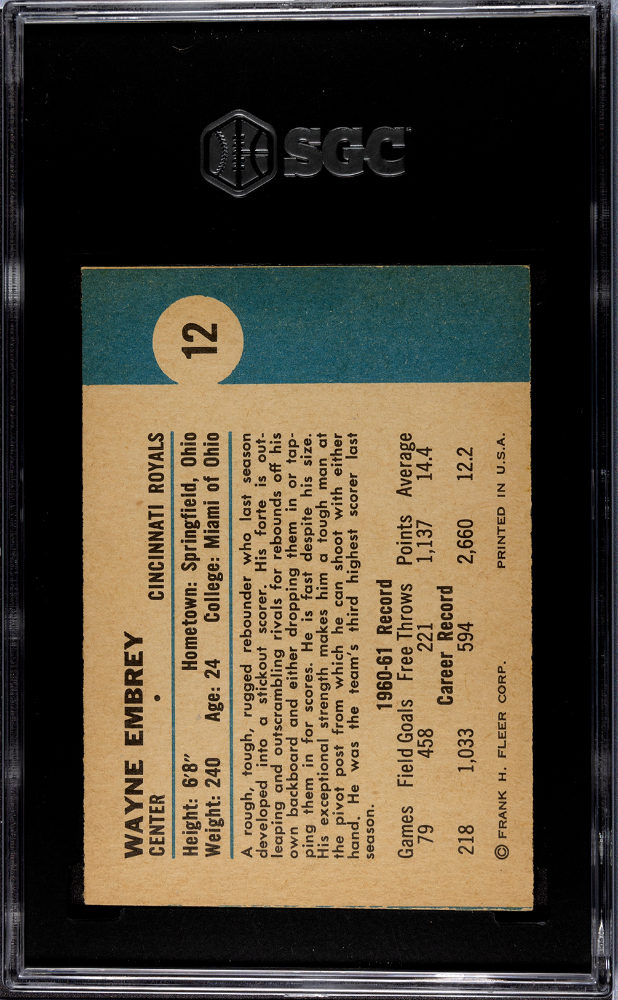 SGC
12
WAYNE EMBREY
CENTER • CINCINNATI ROYALS
Height: 6'8" Hometown: Springfield, Ohio
Weight: 240 Age: 24 College: Miami of Ohio
A rough, tough, rugged rebounder who last season
developed into a stickout scorer. His forte is out-
leaping and outscrambling rivals for rebounds off his
own backboard and either dropping them in or tap-
ping them in for scores. He is fast despite his size.
His exceptional strength makes him a tough man at
the pivot post from which he can shoot with either
hand. He was the team's third highest scorer last
season.
1960-61 Record
Games Field Goals Free Throws Points Average
79 458 221 1,137 14.4
Career Record
218 1,033 594 2,660 12.2
© FRANK H. FLEER CORP. PRINTED IN U.S.A.